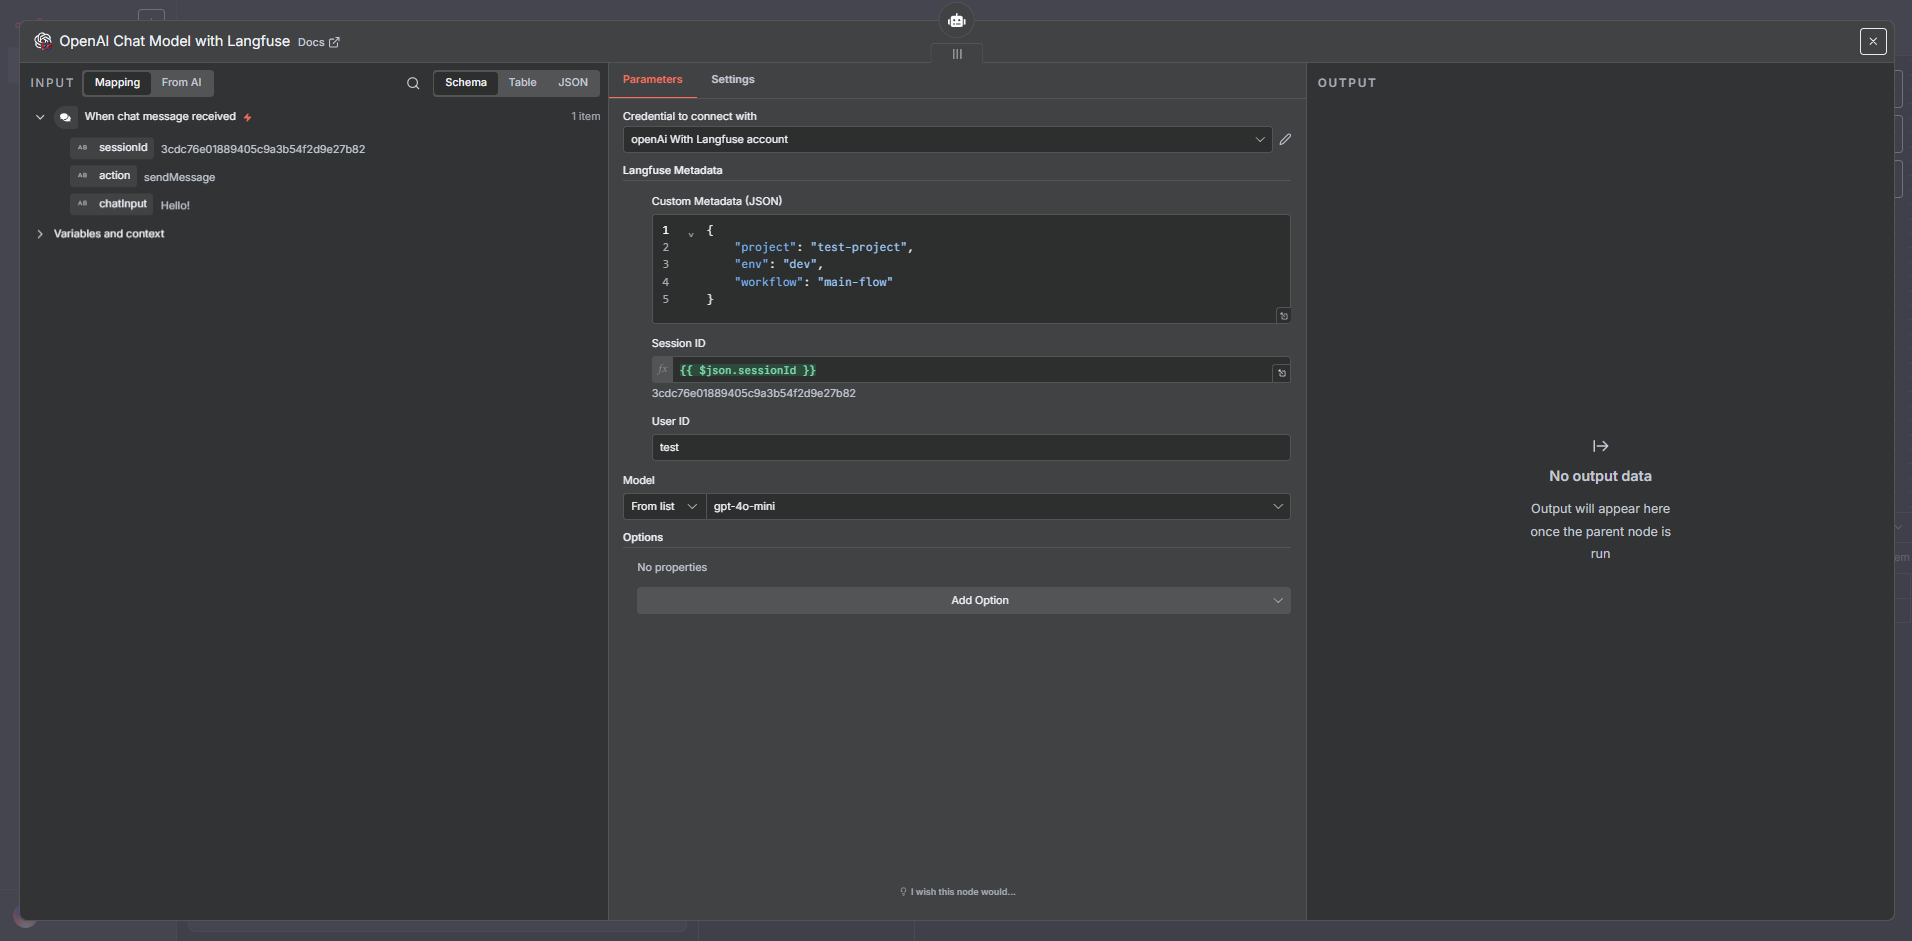 OpenAI Chat Model with Langfuse Docs
INPUT Mapping From AI Schema Table JSON
When chat message received 1 item
AB sessionId 3cdc76e01889405c9a3b54f2d9e27b82
AB action sendMessage
AB chatInput Hello!
Variables and context
Parameters Settings
Credential to connect with
openAi With Langfuse account
Langfuse Metadata
Custom Metadata (JSON)
1 {
2 "project": "test-project",
3 "env": "dev",
4 "workflow": "main-flow"
5 }
Session ID
fx {{ $json.sessionId }}
3cdc76e01889405c9a3b54f2d9e27b82
User ID
test
Model
From list gpt-4o-mini
Options
No properties
Add Option
I wish this node would...
OUTPUT
No output data
Output will appear here
once the parent node is
run